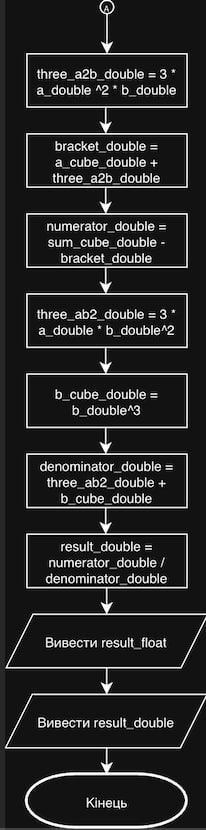 A
three_a2b_double = 3 *
a_double ^2 * b_double
bracket_double =
a_cube_double +
three_a2b_double
numerator_double =
sum_cube_double -
bracket_double
three_ab2_double = 3 *
a_double * b_double^2
b_cube_double =
b_double^3
denominator_double =
three_ab2_double +
b_cube_double
result_double =
numerator_double /
denominator_double
Вивести result_float
Вивести result_double
Кінець